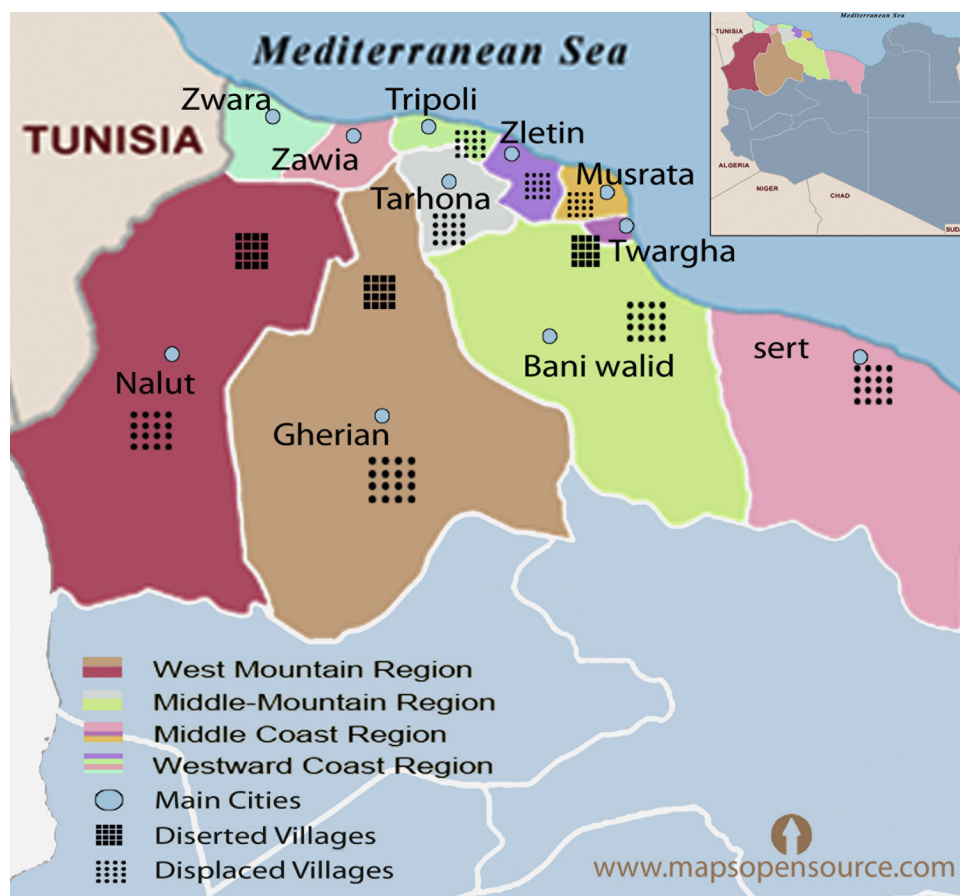 Mediterranean Sea
Mediterranean Sea
TUNISIA
ALGERIA
NIGER
CHAD
SUDA
TUNISIA
Zwara
Tripoli
Zawia
Zletin
Tarhona
Musrata
Twargha
Nalut
Bani walid
sert
Gherian
West Mountain Region
Middle-Mountain Region
Middle Coast Region
Westward Coast Region
Main Cities
Diserted Villages
Displaced Villages
www.mapsopensource.com